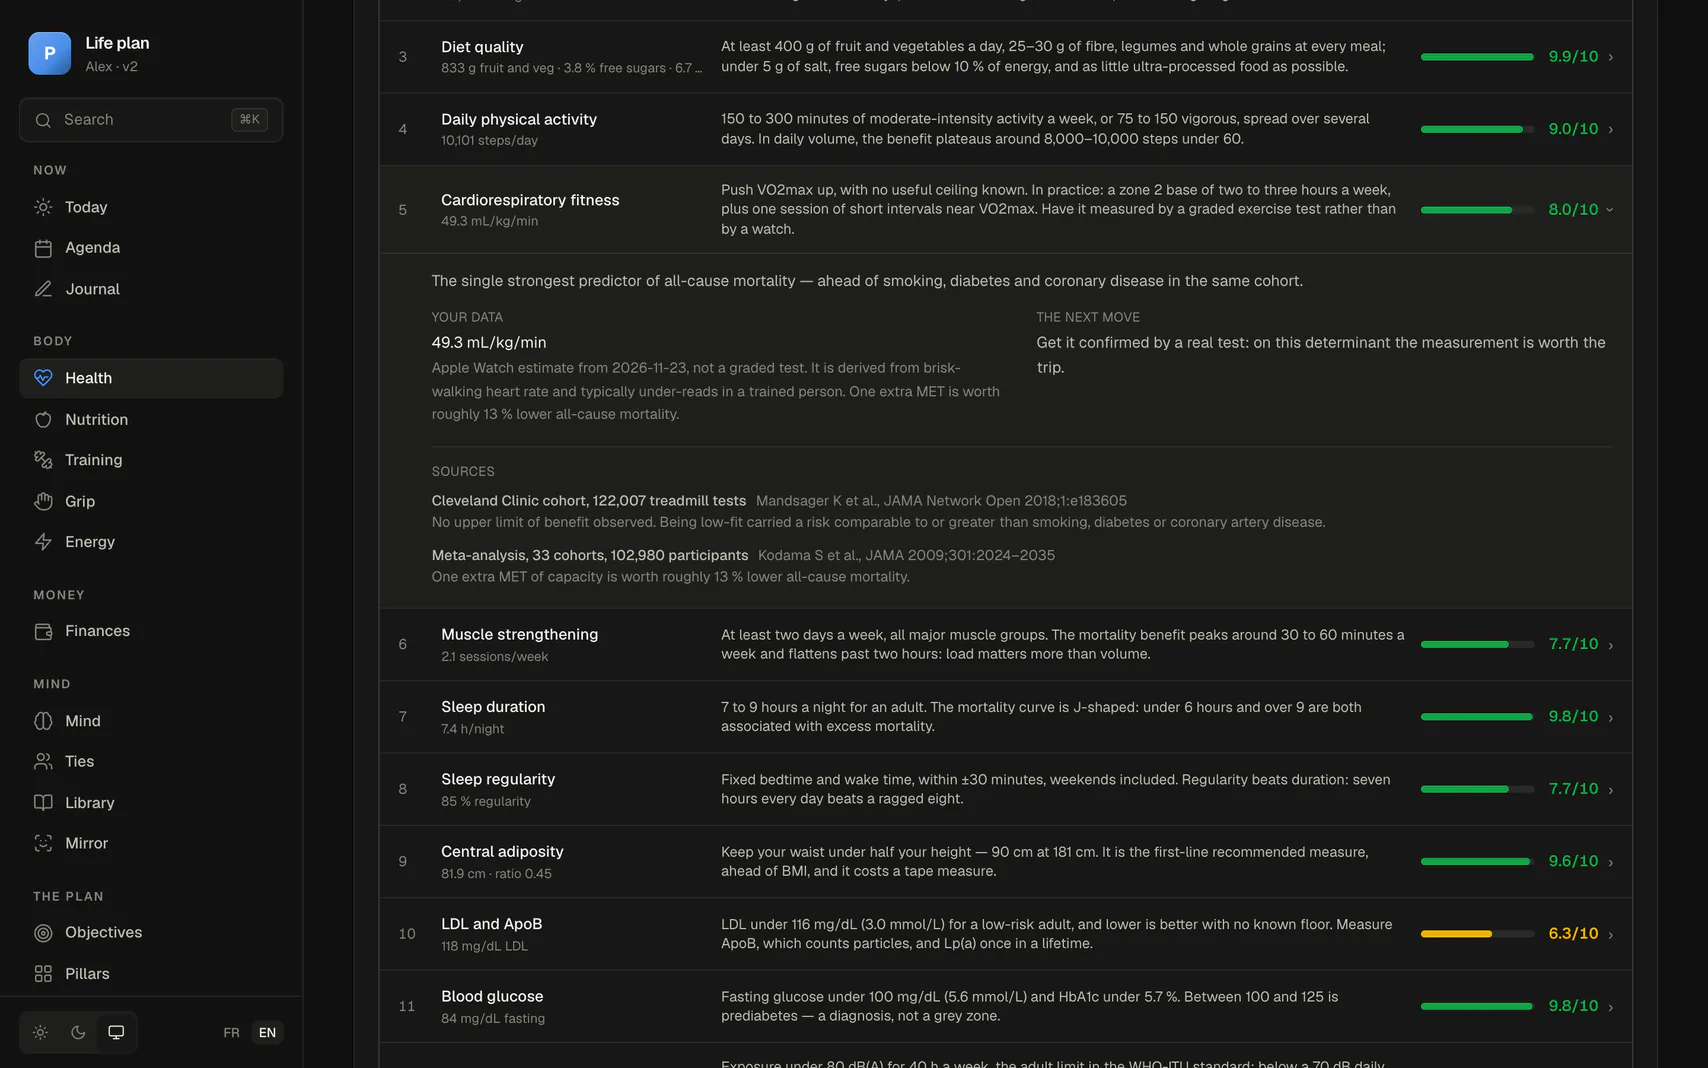 P
Life plan
Alex · v2
Search
⌘K
NOW
Today
Agenda
Journal
BODY
Health
Nutrition
Training
Grip
Energy
MONEY
Finances
MIND
Mind
Ties
Library
Mirror
THE PLAN
Objectives
Pillars
FR EN
3
Diet quality
833 g fruit and veg · 3.8 % free sugars · 6.7 …
At least 400 g of fruit and vegetables a day, 25–30 g of fibre, legumes and whole grains at every meal;
under 5 g of salt, free sugars below 10 % of energy, and as little ultra-processed food as possible.
9.9/10
4
Daily physical activity
10,101 steps/day
150 to 300 minutes of moderate-intensity activity a week, or 75 to 150 vigorous, spread over several
days. In daily volume, the benefit plateaus around 8,000–10,000 steps under 60.
9.0/10
5
Cardiorespiratory fitness
49.3 mL/kg/min
Push VO2max up, with no useful ceiling known. In practice: a zone 2 base of two to three hours a week,
plus one session of short intervals near VO2max. Have it measured by a graded exercise test rather than
by a watch.
8.0/10
The single strongest predictor of all-cause mortality — ahead of smoking, diabetes and coronary disease in the same cohort.
YOUR DATA
49.3 mL/kg/min
Apple Watch estimate from 2026-11-23, not a graded test. It is derived from brisk-
walking heart rate and typically under-reads in a trained person. One extra MET is worth
roughly 13 % lower all-cause mortality.
THE NEXT MOVE
Get it confirmed by a real test: on this determinant the measurement is worth the
trip.
SOURCES
Cleveland Clinic cohort, 122,007 treadmill tests Mandsager K et al., JAMA Network Open 2018;1:e183605
No upper limit of benefit observed. Being low-fit carried a risk comparable to or greater than smoking, diabetes or coronary artery disease.
Meta-analysis, 33 cohorts, 102,980 participants Kodama S et al., JAMA 2009;301:2024–2035
One extra MET of capacity is worth roughly 13 % lower all-cause mortality.
6
Muscle strengthening
2.1 sessions/week
At least two days a week, all major muscle groups. The mortality benefit peaks around 30 to 60 minutes a
week and flattens past two hours: load matters more than volume.
7.7/10
7
Sleep duration
7.4 h/night
7 to 9 hours a night for an adult. The mortality curve is J-shaped: under 6 hours and over 9 are both
associated with excess mortality.
9.8/10
8
Sleep regularity
85 % regularity
Fixed bedtime and wake time, within ±30 minutes, weekends included. Regularity beats duration: seven
hours every day beats a ragged eight.
7.7/10
9
Central adiposity
81.9 cm · ratio 0.45
Keep your waist under half your height — 90 cm at 181 cm. It is the first-line recommended measure,
ahead of BMI, and it costs a tape measure.
9.6/10
10
LDL and ApoB
118 mg/dL LDL
LDL under 116 mg/dL (3.0 mmol/L) for a low-risk adult, and lower is better with no known floor. Measure
ApoB, which counts particles, and Lp(a) once in a lifetime.
6.3/10
11
Blood glucose
84 mg/dL fasting
Fasting glucose under 100 mg/dL (5.6 mmol/L) and HbA1c under 5.7 %. Between 100 and 125 is
prediabetes — a diagnosis, not a grey zone.
9.8/10
Exposure under 80 dB(A) for 40 h a week, the adult limit in the WHO-ITU standard; below a 70 dB daily